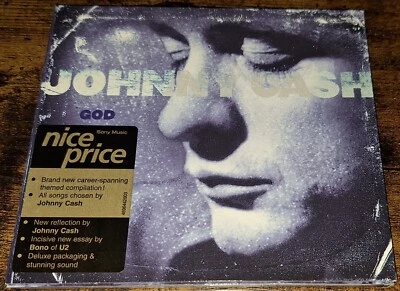 JOHNNY CASH
GOD
Sony Music
nice
price
• Brand new career-spanning
themed compilation!
• All songs chosen by
Johnny Cash
• New reflection by
Johnny Cash
• Incisive new essay by
Bono of U2
• Deluxe packaging &
stunning sound